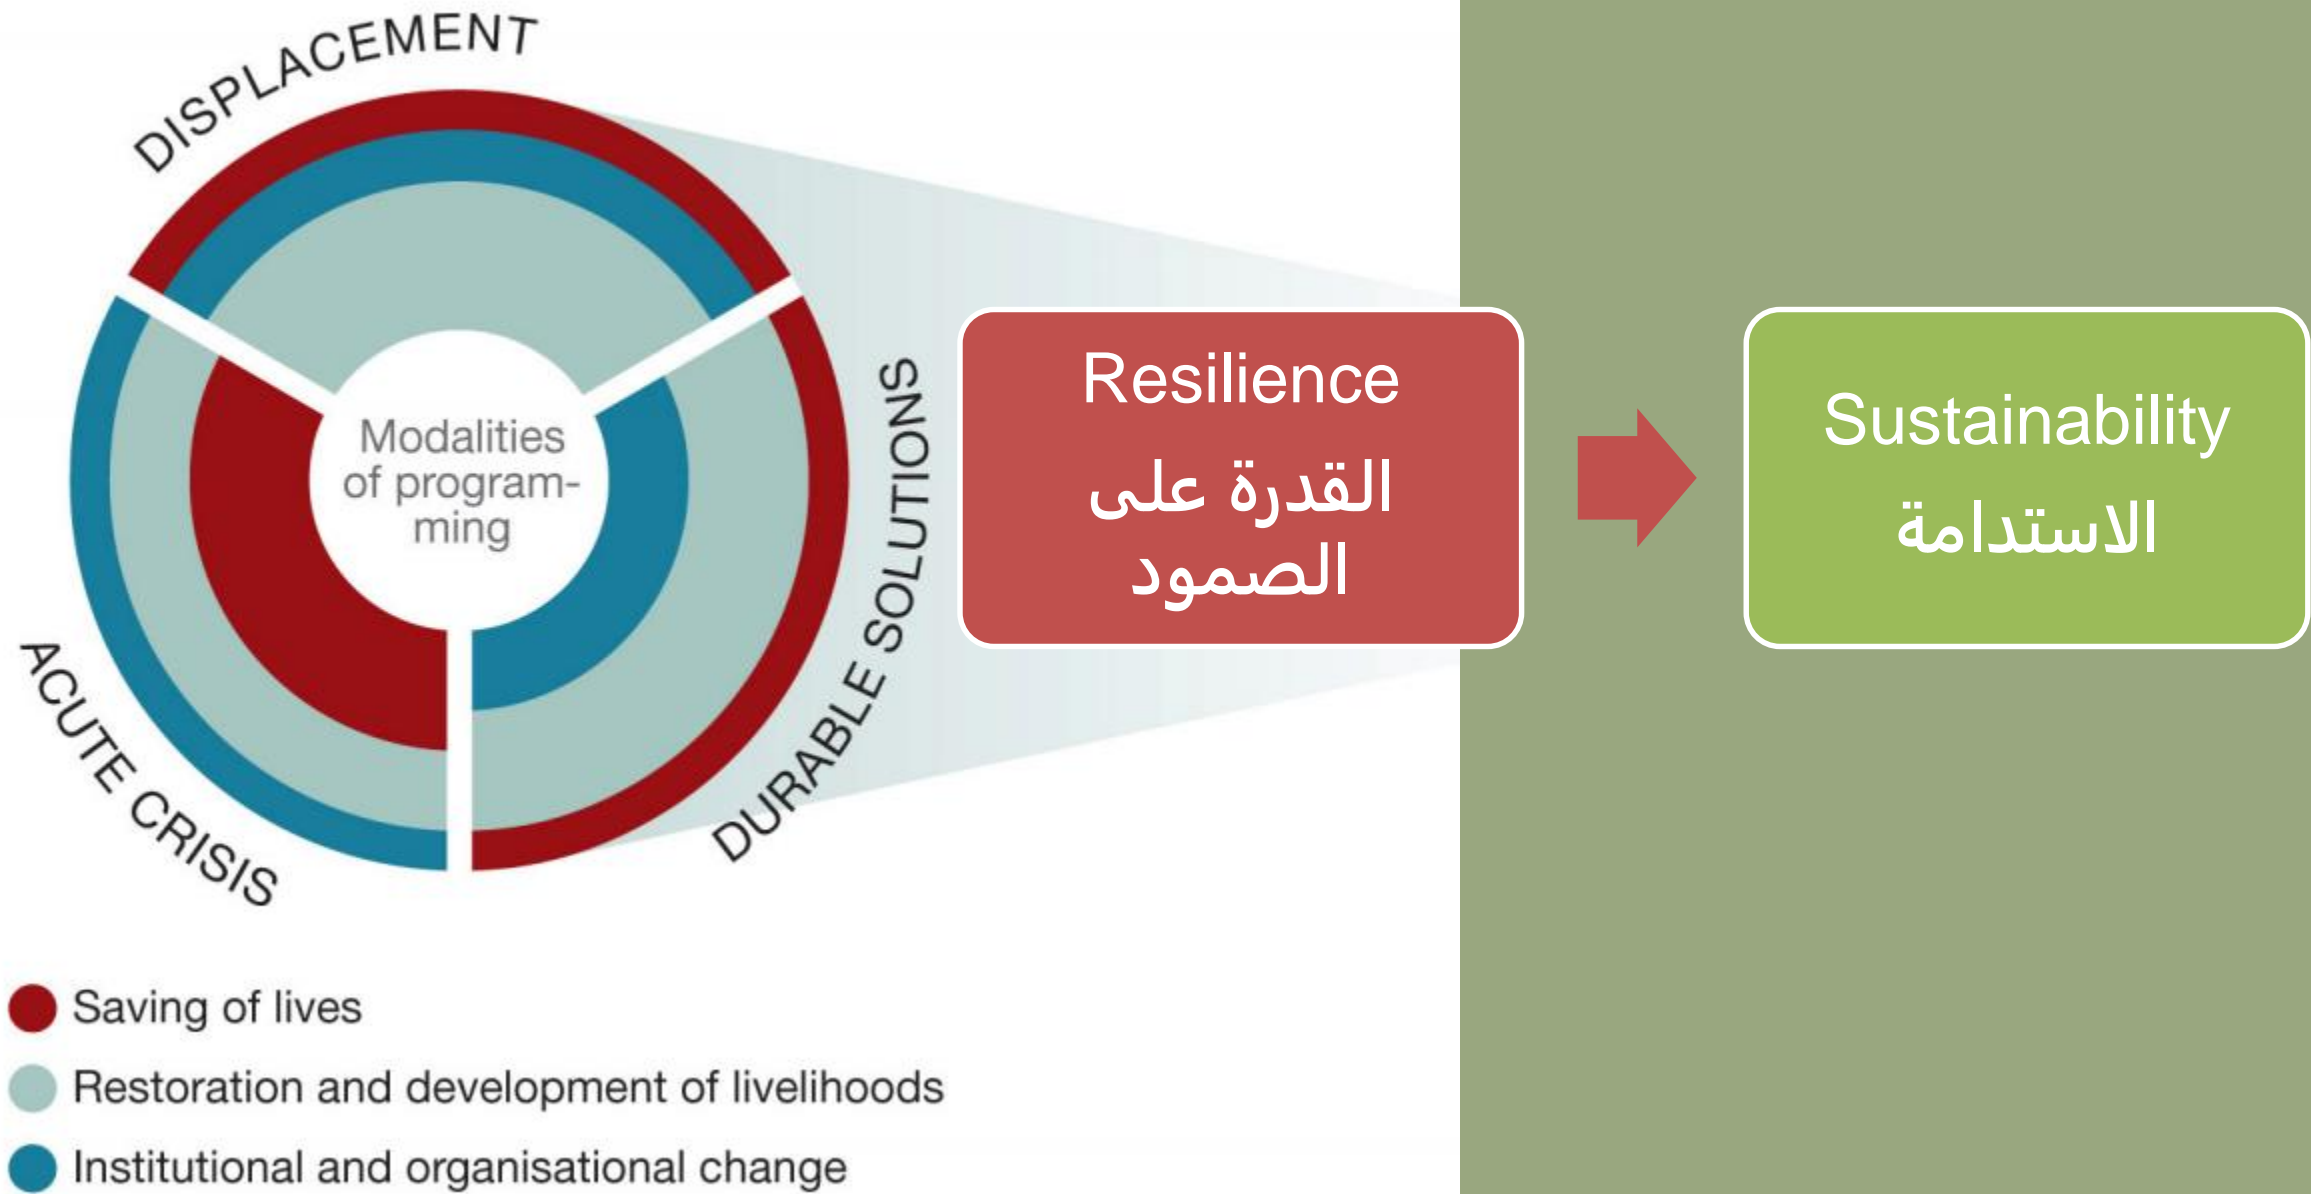 DISPLACEMENT
Modalities
of program-
ming
DURABLE SOLUTIONS
ACUTE CRISIS
Resilience
القدرة على
الصمود
Sustainability
الاستدامة
Saving of lives
Restoration and development of livelihoods
Institutional and organisational change